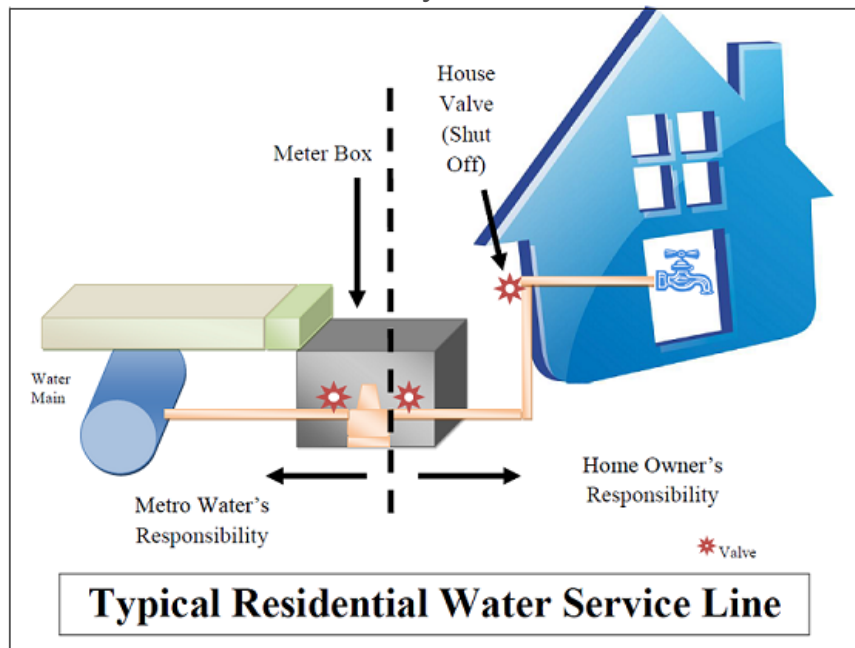 House
Valve
(Shut
Off)
Meter Box
Water
Main
Metro Water's
Responsibility
Home Owner's
Responsibility
Valve
Typical Residential Water Service Line